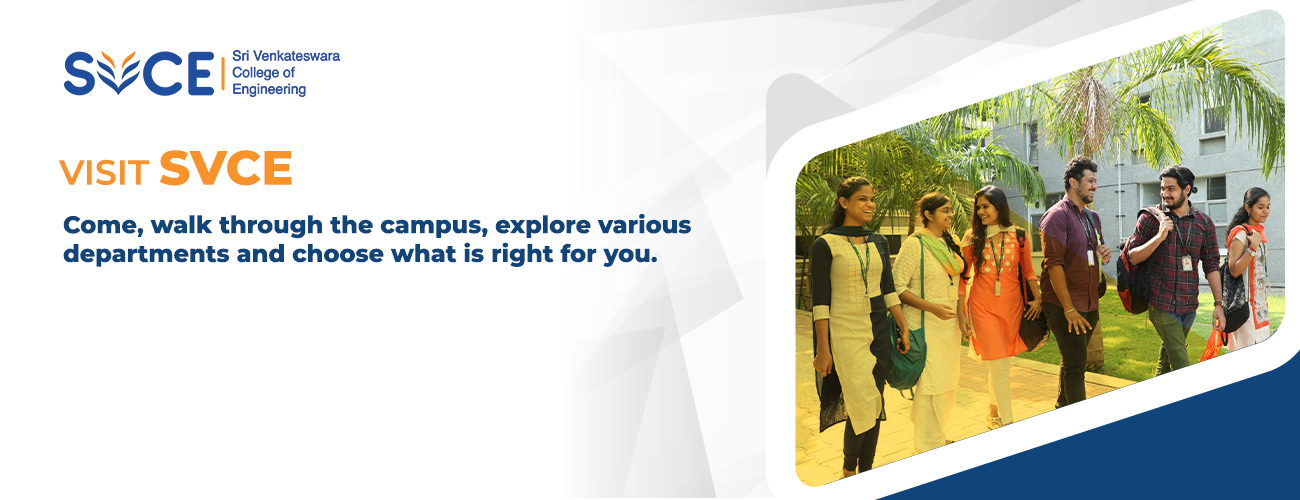 SVCE
Sri Venkateswara
College of
Engineering
VISIT SVCE
Come, walk through the campus, explore various
departments and choose what is right for you.